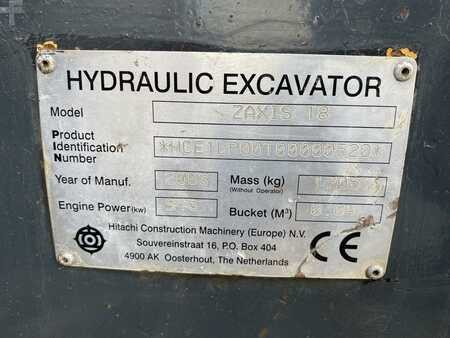 HYDRAULIC EXCAVATOR
Model ZAXIS 18
Product
Identification
Number
Year of Manuf. Mass (kg)
(Without Operator)
Engine Power(kw) Bucket (M³)
Hitachi Construction Machinery (Europe) N.V.
Souvereinstraat 16, P.O. Box 404
4900 AK Oosterhout, The Netherlands
CE